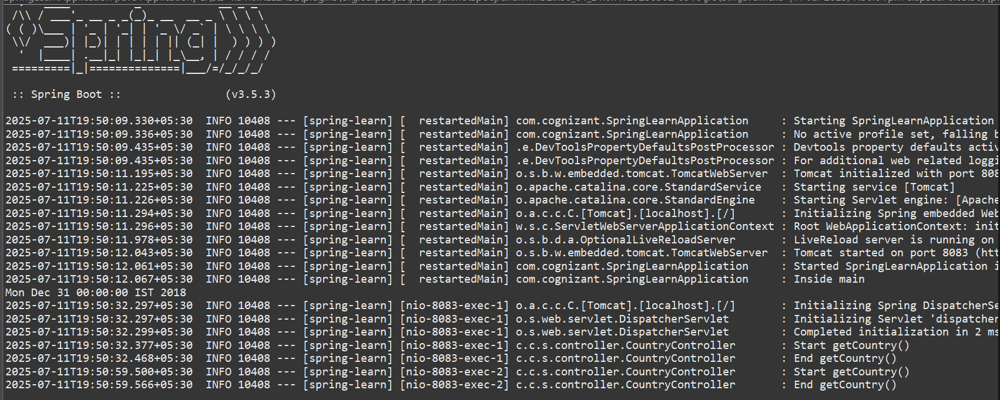 /\\ / ___'_ __ _ _(_)_ __  __ _ \ \ \ \
( ( )\___ | '_ | '_| | '_ \/ _` | \ \ \ \
 \\/  ___)| |_)| | | | | || (_| |  ) ) ) )
  '  |____| .__|_| |_|_| |_\__, | / / / /
 =========|_|==============|___/=/_/_/_/
 :: Spring Boot ::                (v3.5.3)
2025-07-11T19:50:09.330+05:30  INFO 10408 --- [spring-learn] [  restartedMain] com.cognizant.SpringLearnApplication     : Starting SpringLearnApplication
2025-07-11T19:50:09.336+05:30  INFO 10408 --- [spring-learn] [  restartedMain] com.cognizant.SpringLearnApplication     : No active profile set, falling b
2025-07-11T19:50:09.435+05:30  INFO 10408 --- [spring-learn] [  restartedMain] .e.DevToolsPropertyDefaultsPostProcessor : Devtools property defaults activ
2025-07-11T19:50:09.435+05:30  INFO 10408 --- [spring-learn] [  restartedMain] .e.DevToolsPropertyDefaultsPostProcessor : For additional web related loggi
2025-07-11T19:50:11.195+05:30  INFO 10408 --- [spring-learn] [  restartedMain] o.s.b.w.embedded.tomcat.TomcatWebServer  : Tomcat initialized with port 808
2025-07-11T19:50:11.225+05:30  INFO 10408 --- [spring-learn] [  restartedMain] o.apache.catalina.core.StandardService   : Starting service [Tomcat]
2025-07-11T19:50:11.226+05:30  INFO 10408 --- [spring-learn] [  restartedMain] o.apache.catalina.core.StandardEngine    : Starting Servlet engine: [Apache
2025-07-11T19:50:11.294+05:30  INFO 10408 --- [spring-learn] [  restartedMain] o.a.c.c.C.[Tomcat].[localhost].[/]       : Initializing Spring embedded Web
2025-07-11T19:50:11.296+05:30  INFO 10408 --- [spring-learn] [  restartedMain] w.s.c.ServletWebServerApplicationContext : Root WebApplicationContext: init
2025-07-11T19:50:11.978+05:30  INFO 10408 --- [spring-learn] [  restartedMain] o.s.b.d.a.OptionalLiveReloadServer       : LiveReload server is running on
2025-07-11T19:50:12.043+05:30  INFO 10408 --- [spring-learn] [  restartedMain] o.s.b.w.embedded.tomcat.TomcatWebServer  : Tomcat started on port 8083 (htt
2025-07-11T19:50:12.061+05:30  INFO 10408 --- [spring-learn] [  restartedMain] com.cognizant.SpringLearnApplication     : Started SpringLearnApplication i
2025-07-11T19:50:12.067+05:30  INFO 10408 --- [spring-learn] [  restartedMain] com.cognizant.SpringLearnApplication     : Inside main
Mon Dec 31 00:00:00 IST 2018
2025-07-11T19:50:32.297+05:30  INFO 10408 --- [spring-learn] [nio-8083-exec-1] o.a.c.c.C.[Tomcat].[localhost].[/]       : Initializing Spring DispatcherSe
2025-07-11T19:50:32.297+05:30  INFO 10408 --- [spring-learn] [nio-8083-exec-1] o.s.web.servlet.DispatcherServlet        : Initializing Servlet 'dispatcher
2025-07-11T19:50:32.299+05:30  INFO 10408 --- [spring-learn] [nio-8083-exec-1] o.s.web.servlet.DispatcherServlet        : Completed initialization in 2 ms
2025-07-11T19:50:32.377+05:30  INFO 10408 --- [spring-learn] [nio-8083-exec-1] c.c.s.controller.CountryController       : Start getCountry()
2025-07-11T19:50:32.468+05:30  INFO 10408 --- [spring-learn] [nio-8083-exec-1] c.c.s.controller.CountryController       : End getCountry()
2025-07-11T19:50:59.500+05:30  INFO 10408 --- [spring-learn] [nio-8083-exec-2] c.c.s.controller.CountryController       : Start getCountry()
2025-07-11T19:50:59.566+05:30  INFO 10408 --- [spring-learn] [nio-8083-exec-2] c.c.s.controller.CountryController       : End getCountry()